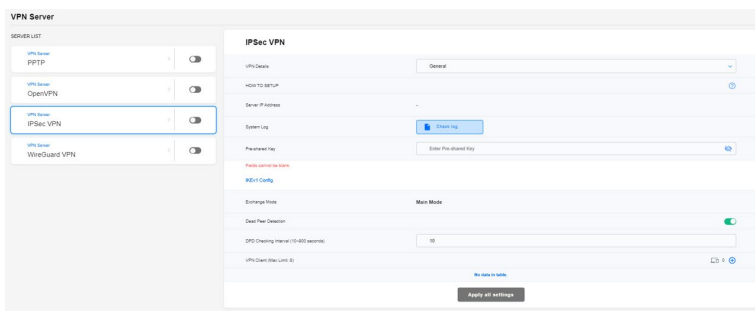 VPN Server
SERVER LIST
VPN Server
PPTP
VPN Server
OpenVPN
VPN Server
IPSec VPN
VPN Server
WireGuard VPN
IPSec VPN
VPN Details
General
HOW TO SETUP
Server IP Address
-
System Log
Check log
Pre-shared Key
Enter Pre-shared Key
Fields cannot be blank.
IKEv1 Config
Exchange Mode
Main Mode
Dead Peer Detection
DPD Checking Interval (10~900 seconds)
10
VPN Client (Max Limit: 8)
0
No data in table.
Apply all settings